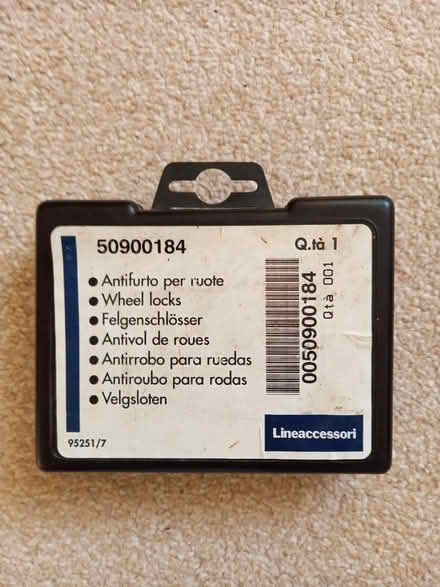 50900184
Q.tà 1
● Antifurto per ruote
● Wheel locks
● Felgenschlösser
● Antivol de roues
● Antirrobo para ruedas
● Antiroubo para rodas
● Velgsloten
0050900184
Qtà 001
95251/7
Lineaccessori